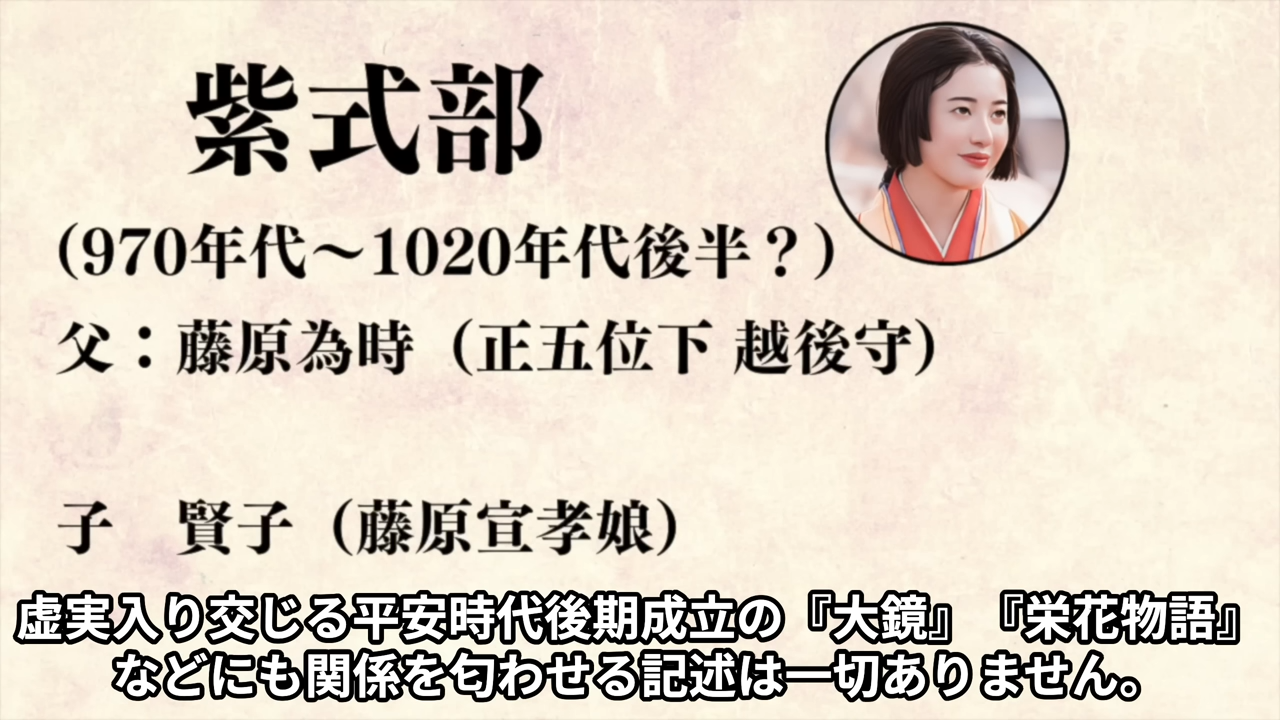 紫式部
（970年代〜1020年代後半？）
父：藤原為時（正五位下 越後守）
子　賢子（藤原宣孝娘）
虚実入り交じる平安時代後期成立の『大鏡』『栄花物語』
などにも関係を匂わせる記述は一切ありません。